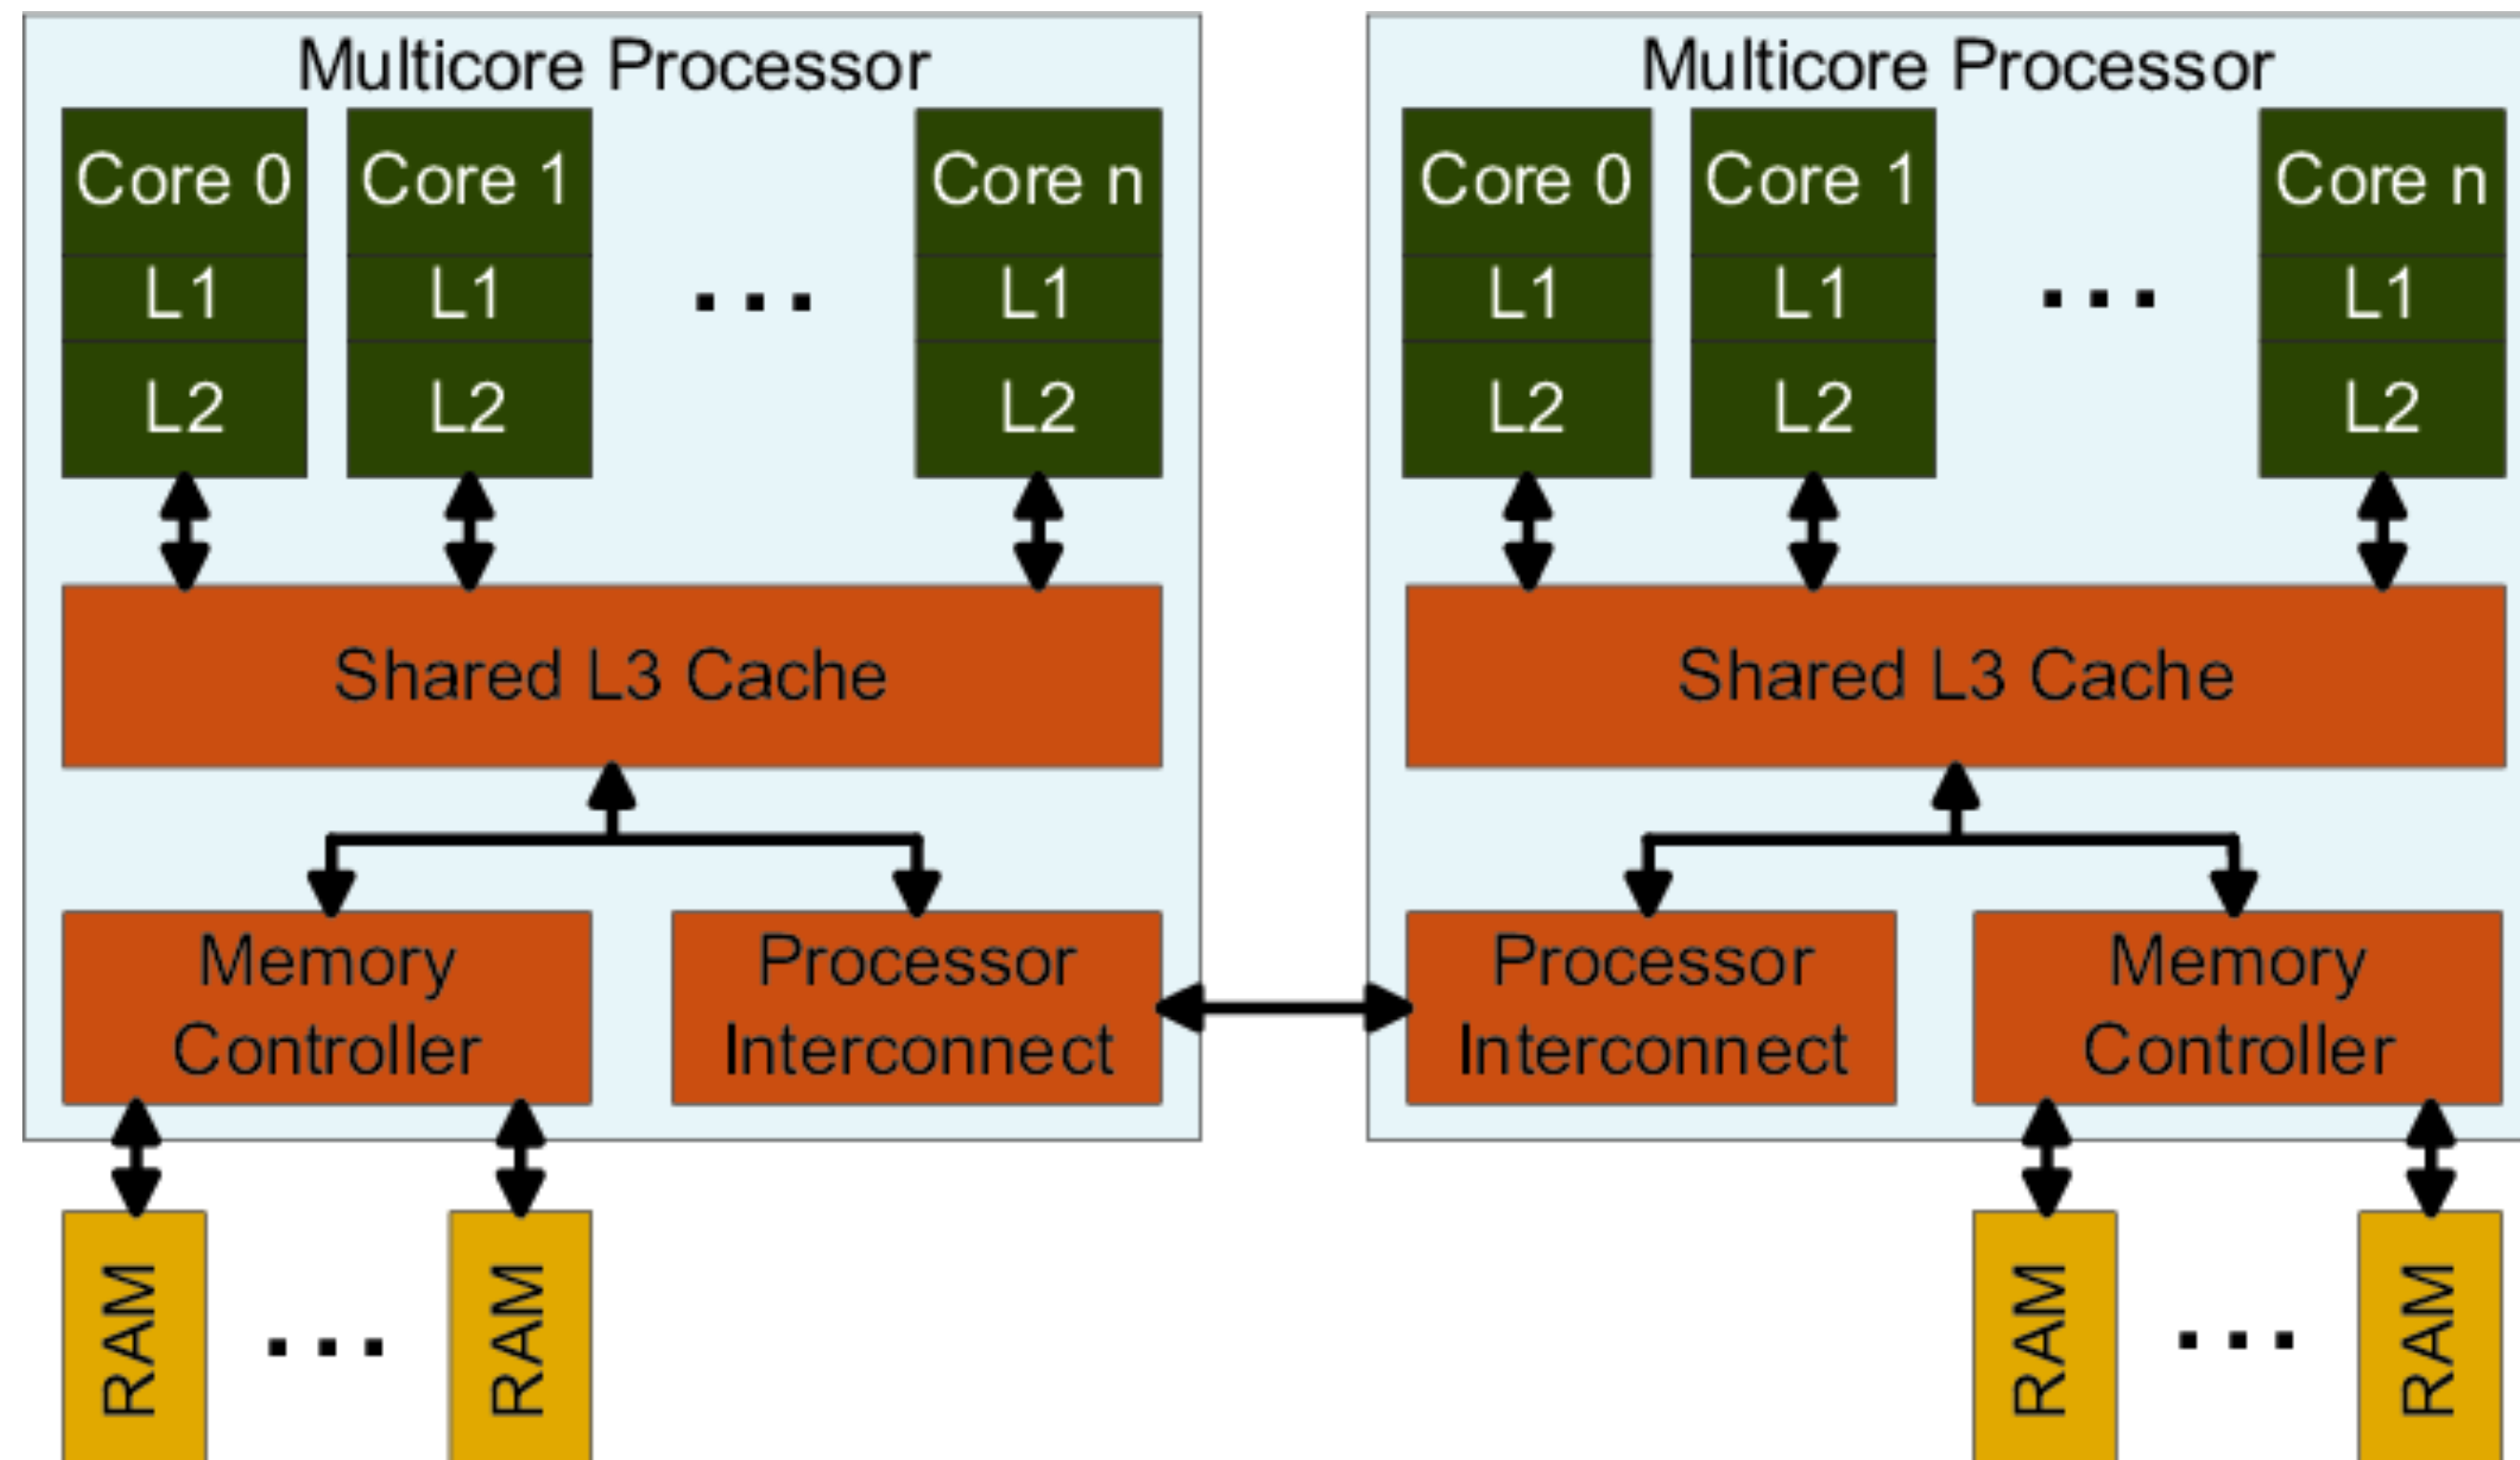 Multicore Processor
Core 0
L1
L2
Core 1
L1
L2
...
Core n
L1
L2
Shared L3 Cache
Memory
Controller
Processor
Interconnect
RAM
...
RAM
Multicore Processor
Core 0
L1
L2
Core 1
L1
L2
...
Core n
L1
L2
Shared L3 Cache
Processor
Interconnect
Memory
Controller
RAM
...
RAM